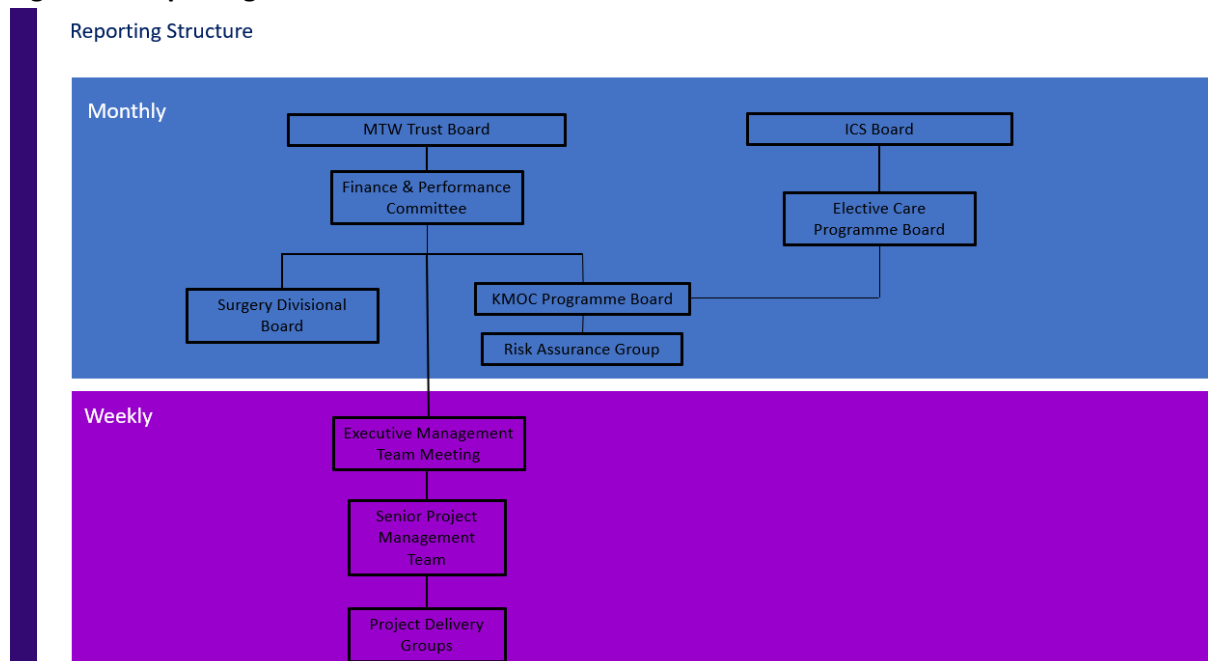 Reporting Structure
Monthly
MTW Trust Board
ICS Board
Finance & Performance
Committee
Elective Care
Programme Board
Surgery Divisional
Board
KMOC Programme Board
Risk Assurance Group
Weekly
Executive Management
Team Meeting
Senior Project
Management
Team
Project Delivery
Groups